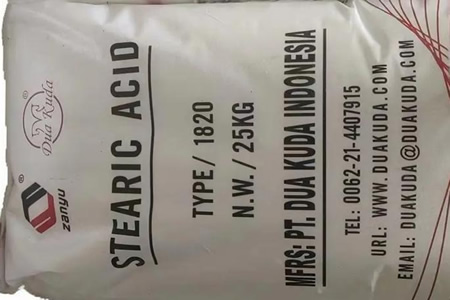 zanyu
®
Dua Kuda
®
STEARIC ACID
TYPE/ 1820
N.W./ 25KG
MFRS: PT. DUA KUDA INDONESIA
TEL: 0062-21-4407915
URL: WWW.DUAKUDA.COM
EMAIL: DUAKUDA@DUAKUDA.COM